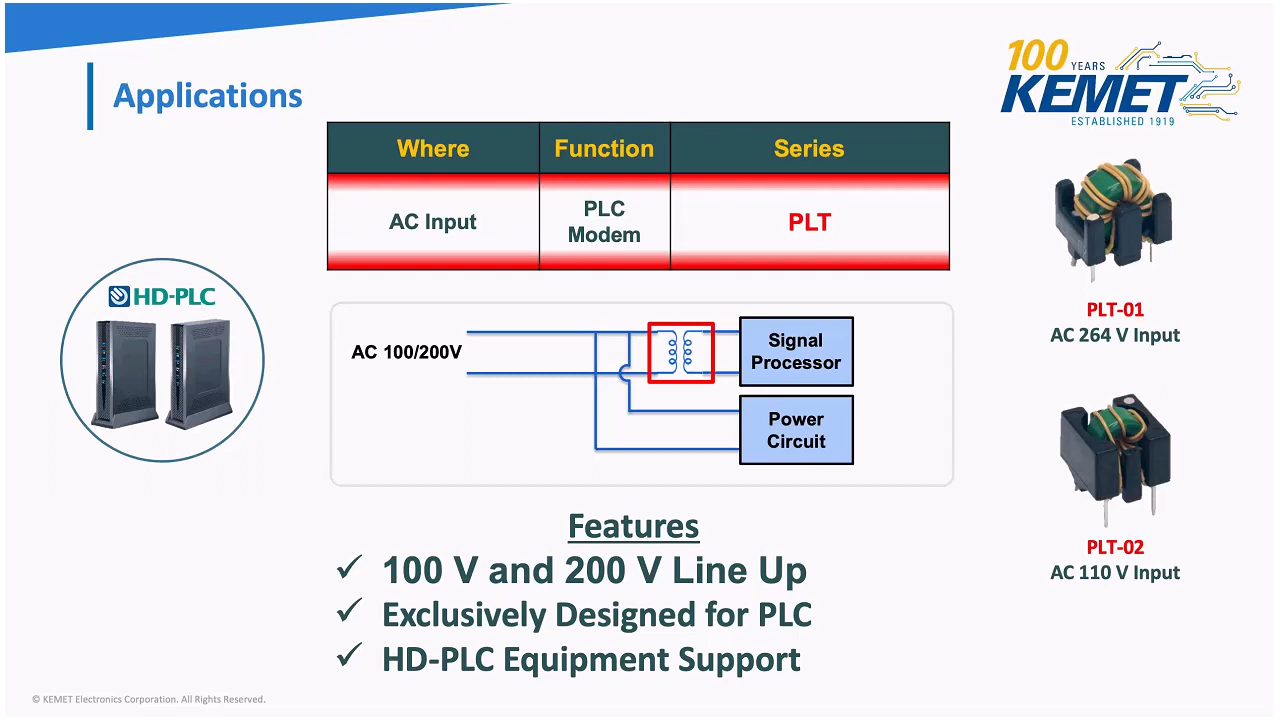 Applications
100 YEARS
KEMET
ESTABLISHED 1919
Where Function Series
AC Input
PLC
Modem
PLT
HD-PLC
AC 100/200V
Signal
Processor
Power
Circuit
PLT-01
AC 264 V Input
PLT-02
AC 110 V Input
Features
✓ 100 V and 200 V Line Up
✓ Exclusively Designed for PLC
✓ HD-PLC Equipment Support
© KEMET Electronics Corporation. All Rights Reserved.